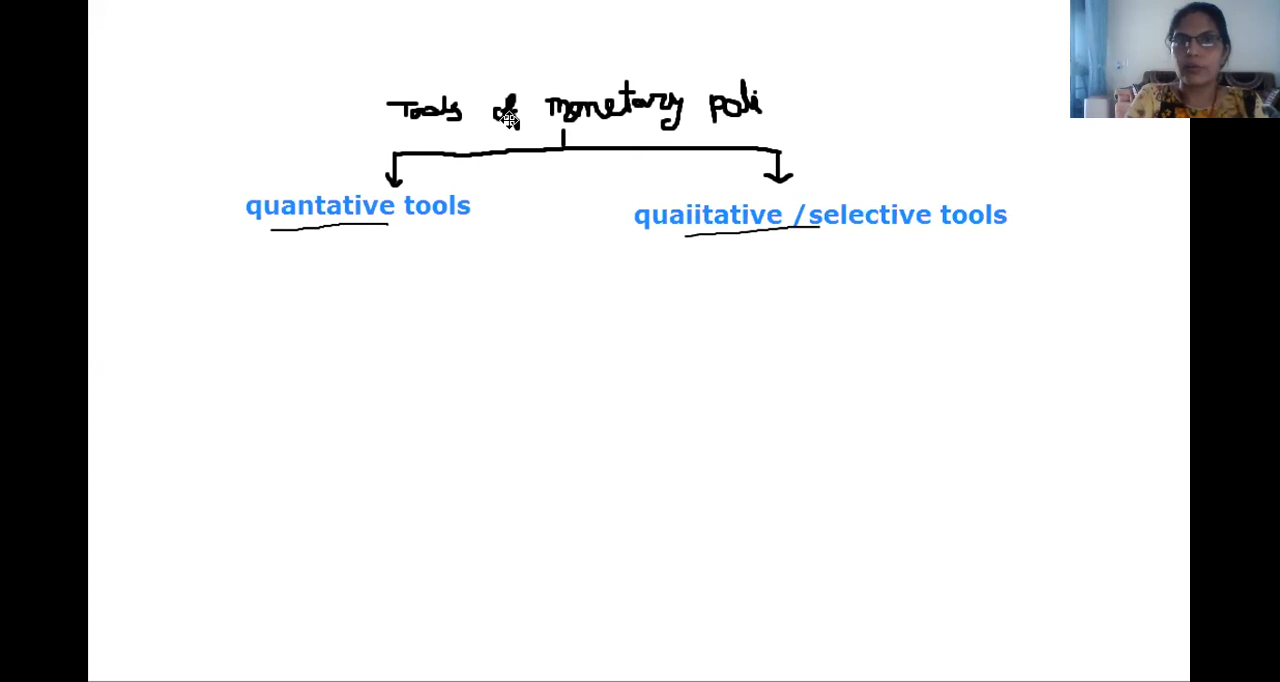 Tools of monetary poli
quantative tools
quaiitative /selective tools